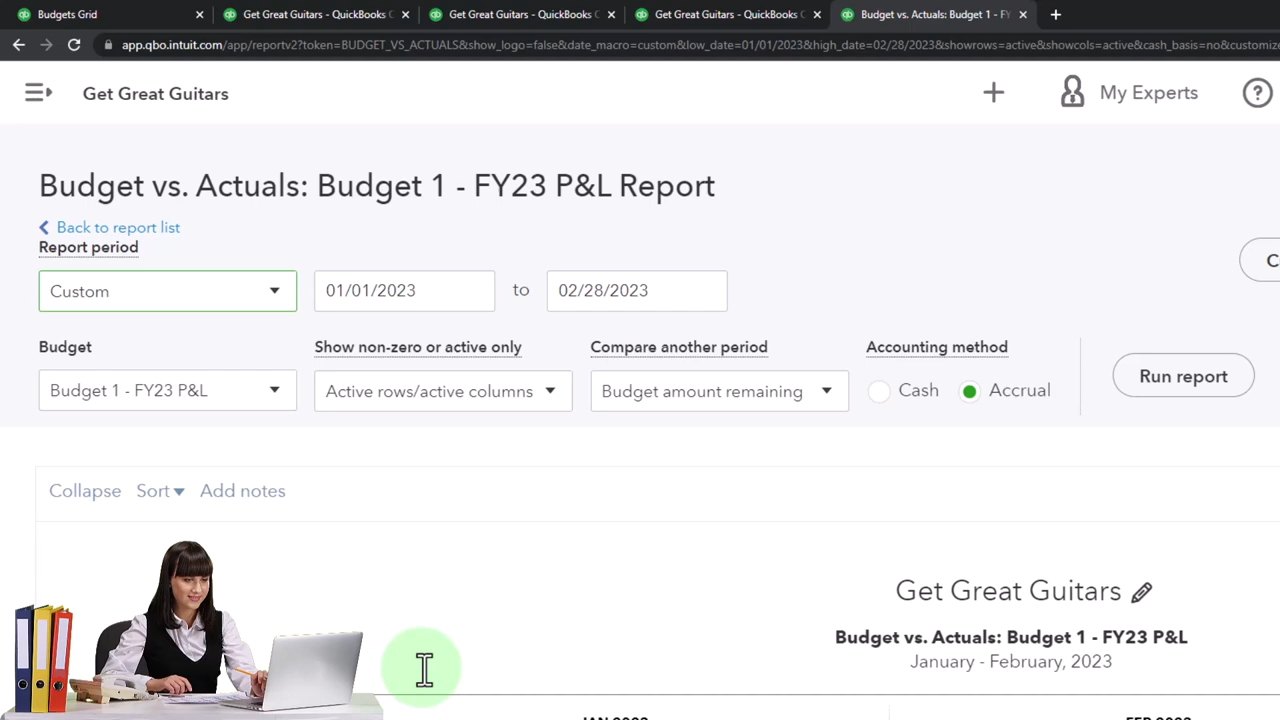 Budgets Grid
Get Great Guitars - QuickBooks
Get Great Guitars - QuickBooks
Get Great Guitars - QuickBooks
Budget vs. Actuals: Budget 1 - FY
app.qbo.intuit.com/app/reportv2?token=BUDGET_VS_ACTUALS&show_logo=false&date_macro=custom&low_date=01/01/2023&high_date=02/28/2023&showrows=active&showcols=active&cash_basis=no&customize
Get Great Guitars
My Experts
Budget vs. Actuals: Budget 1 - FY23 P&L Report
Back to report list
Report period
Custom
01/01/2023
to
02/28/2023
Budget
Show non-zero or active only
Compare another period
Accounting method
Budget 1 - FY23 P&L
Active rows/active columns
Budget amount remaining
Cash
Accrual
Run report
Collapse
Sort
Add notes
Get Great Guitars
Budget vs. Actuals: Budget 1 - FY23 P&L
January - February, 2023